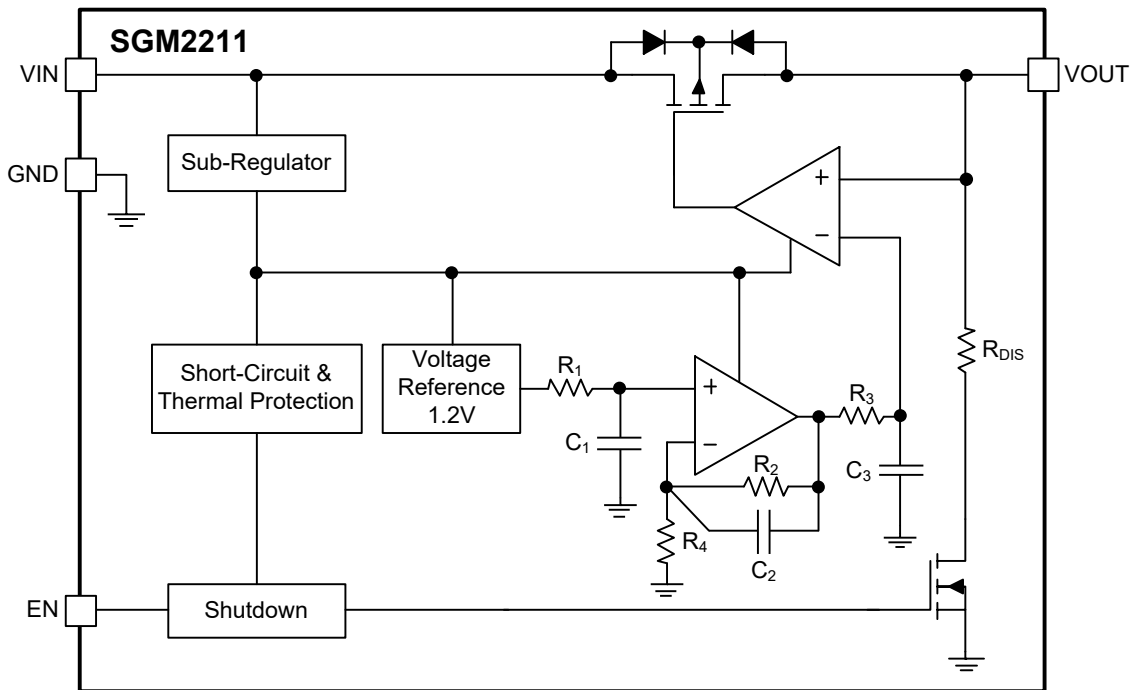 SGM2211
VIN
VOUT
GND
Sub-Regulator
+
−
Short-Circuit &
Thermal Protection
Voltage
Reference
1.2V
R1
C1
+
−
R2
C2
R4
R3
C3
RDIS
EN
Shutdown